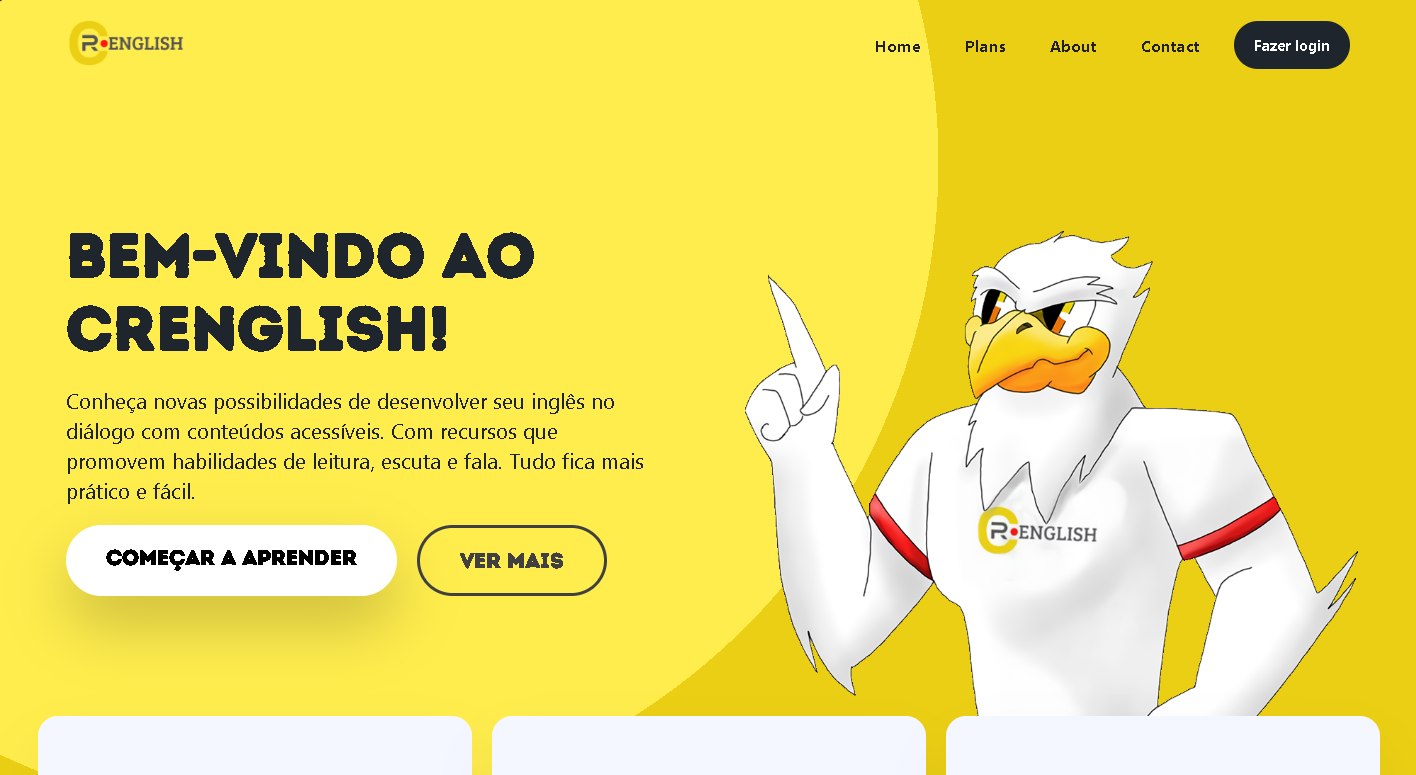 CR•ENGLISH
Home Plans About Contact Fazer login
BEM-VINDO AO
CRENGLISH!
Conheça novas possibilidades de desenvolver seu inglês no
diálogo com conteúdos acessíveis. Com recursos que
promovem habilidades de leitura, escuta e fala. Tudo fica mais
prático e fácil.
COMEÇAR A APRENDER VER MAIS
CR•ENGLISH